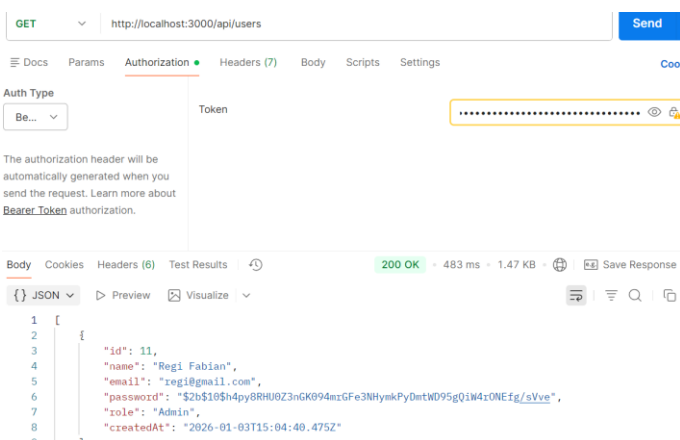 GET http://localhost:3000/api/users Send
Docs Params Authorization Headers (7) Body Scripts Settings Coo
Auth Type
Be...
Token
The authorization header will be
automatically generated when you
send the request. Learn more about
Bearer Token authorization.
Body Cookies Headers (6) Test Results 200 OK • 483 ms • 1.47 KB • Save Response
{} JSON Preview Visualize
1 [
2 {
3 "id": 11,
4 "name": "Regi Fabian",
5 "email": "regi@gmail.com",
6 "password": "$2b$10$h4py8RHU0Z3nGK094mrGFe3NHymkPyDmtWD95gQiW4rONEfg/sVve",
7 "role": "Admin",
8 "createdAt": "2026-01-03T15:04:40.475Z"